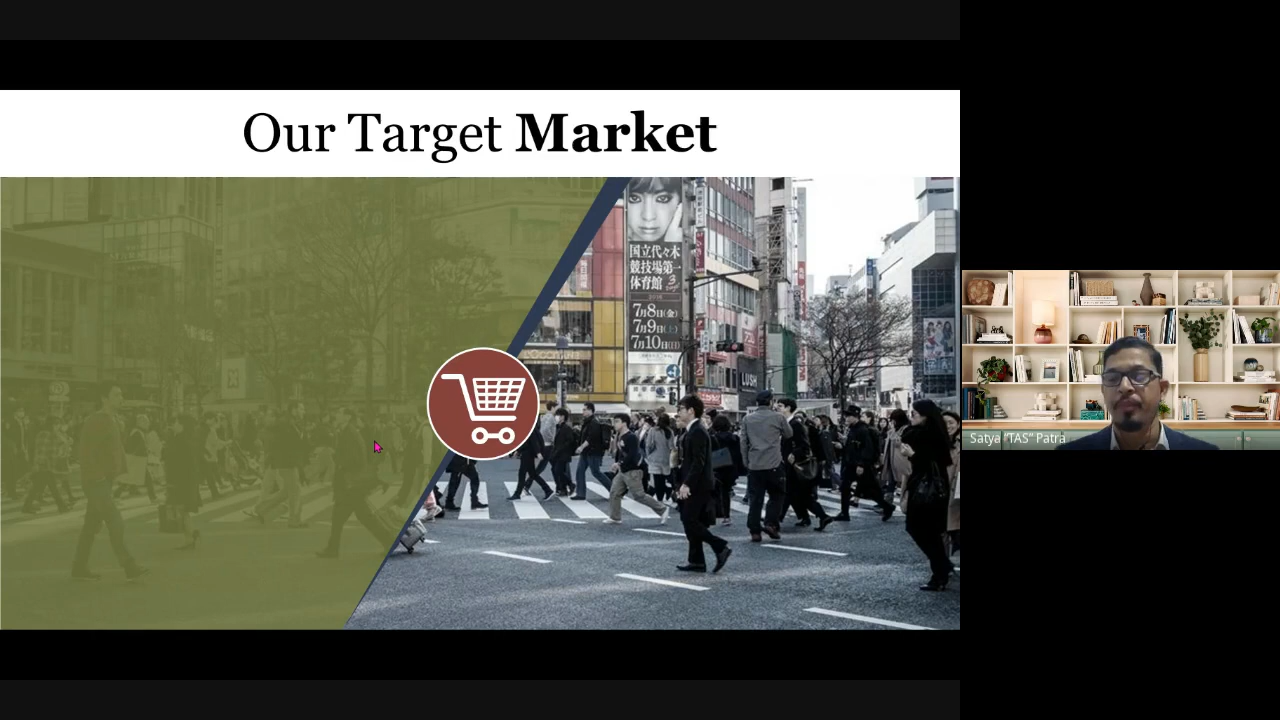 Our Target Market
国立代々木
競技場第一
体育館
7月8日(金)
7月9日(土)
7月10日(日)
LUSH
Satya "TAS" Patra